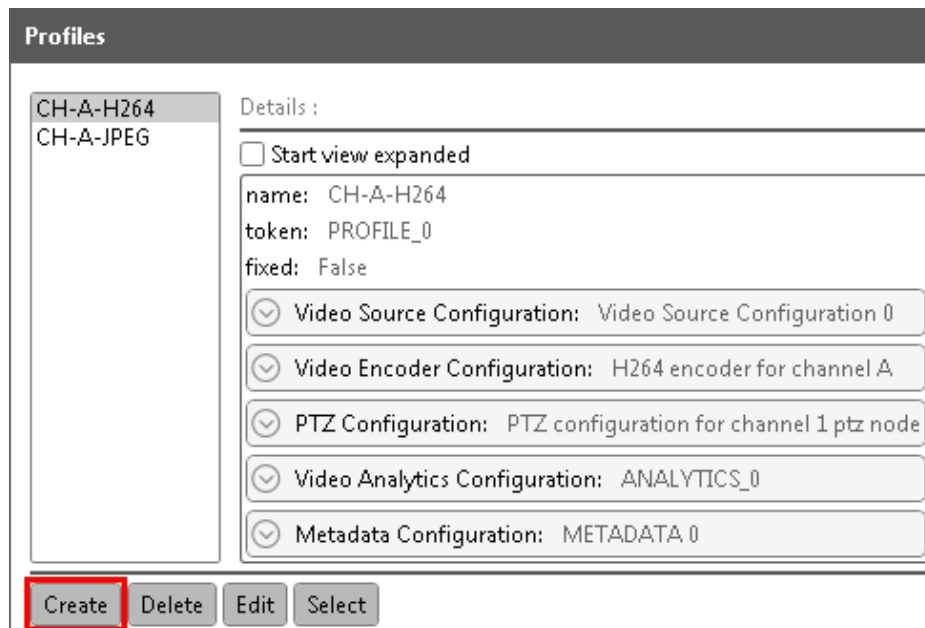 Profiles
CH-A-H264
CH-A-JPEG
Details :
Start view expanded
name: CH-A-H264
token: PROFILE_0
fixed: False
Video Source Configuration: Video Source Configuration 0
Video Encoder Configuration: H264 encoder for channel A
PTZ Configuration: PTZ configuration for channel 1 ptz node
Video Analytics Configuration: ANALYTICS_0
Metadata Configuration: METADATA 0
Create Delete Edit Select